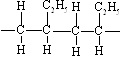 H C₂H₅ H C₂H₅
—C—C—C—C—
H H H H